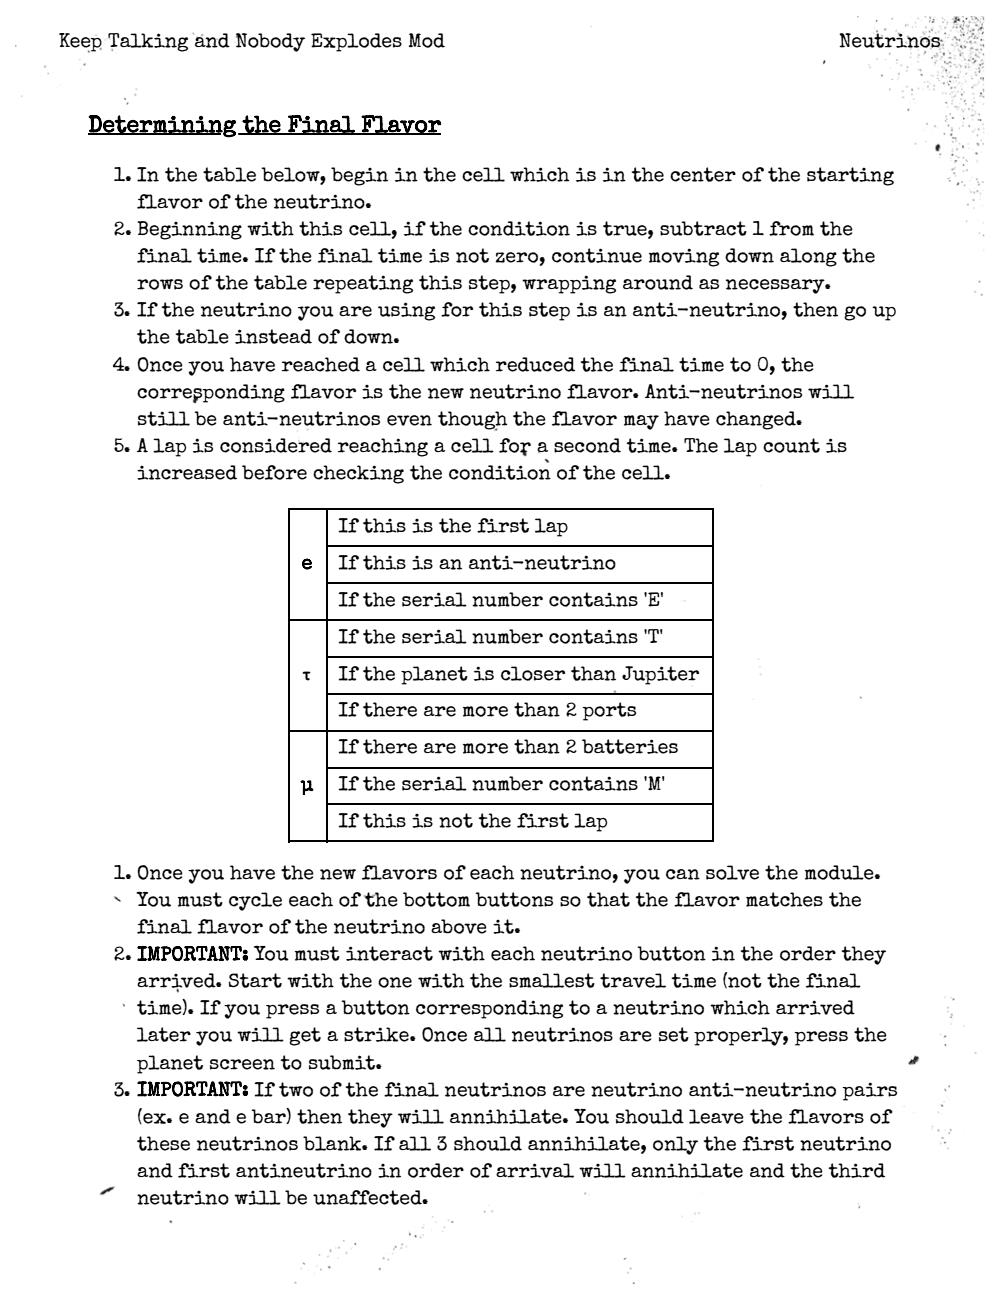 Keep Talking and Nobody Explodes Mod
Neutrinos
Determining the Final Flavor
1. In the table below, begin in the cell which is in the center of the starting
flavor of the neutrino.
2. Beginning with this cell, if the condition is true, subtract 1 from the
final time. If the final time is not zero, continue moving down along the
rows of the table repeating this step, wrapping around as necessary.
3. If the neutrino you are using for this step is an anti-neutrino, then go up
the table instead of down.
4. Once you have reached a cell which reduced the final time to 0, the
corresponding flavor is the new neutrino flavor. Anti-neutrinos will
still be anti-neutrinos even though the flavor may have changed.
5. A lap is considered reaching a cell for a second time. The lap count is
increased before checking the condition of the cell.
If this is the first lap
e If this is an anti-neutrino
If the serial number contains 'E'
If the serial number contains 'T'
τ If the planet is closer than Jupiter
If there are more than 2 ports
If there are more than 2 batteries
μ If the serial number contains 'M'
If this is not the first lap
1. Once you have the new flavors of each neutrino, you can solve the module.
You must cycle each of the bottom buttons so that the flavor matches the
final flavor of the neutrino above it.
2. IMPORTANT: You must interact with each neutrino button in the order they
arrived. Start with the one with the smallest travel time (not the final
time). If you press a button corresponding to a neutrino which arrived
later you will get a strike. Once all neutrinos are set properly, press the
planet screen to submit.
3. IMPORTANT: If two of the final neutrinos are neutrino anti-neutrino pairs
(ex. e and e bar) then they will annihilate. You should leave the flavors of
these neutrinos blank. If all 3 should annihilate, only the first neutrino
and first antineutrino in order of arrival will annihilate and the third
neutrino will be unaffected.